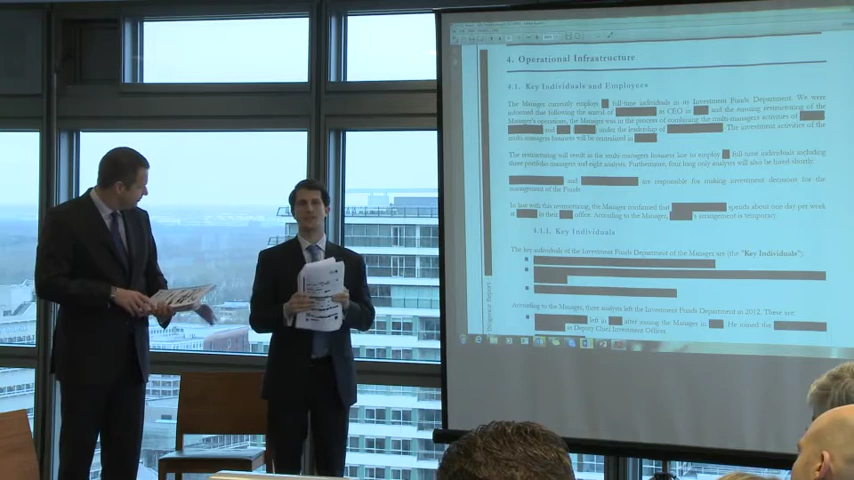 4. Operational Infrastructure
4.1. Key Individuals and Employees
The Manager currently employs full-time individuals in its Investment Funds Department. We were
informed that following the arrival of as CEO in and the ensuing restructuring of the
Manager's operations, the Manager was in the process of combining the multi-managers activities of
and under the leadership of The investment activities of the
multi-managers business will be centralized in
The restructuring will result in the multi-managers business line to employ full-time individuals including
three portfolio managers and eight analysts. Furthermore, four long only analysts will also be hired shortly.
and are responsible for making investment decisions for the
management of the Funds
In line with this restructuring, the Manager confirmed that spends about one day per week
at in their office. According to the Manager, 's arrangement is temporary.
4.1.1. Key Individuals
The key individuals of the Investment Funds Department of the Manager are (the "Key Individuals"):
According to the Manager, three analysts left the Investment Funds Department in 2012. These are
left in after joining the Manager in He joined the
as Deputy Chief Investment Officer
Diligence Report